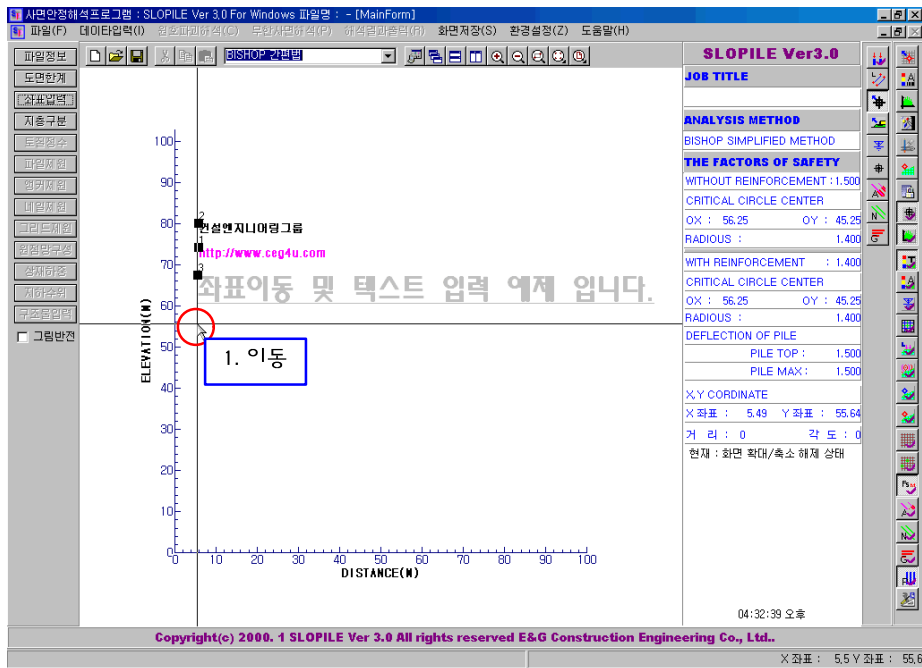 사면안정해석프로그램 : SLOPILE Ver 3.0 For Windows 파일명 : - [MainForm]
파일(F) 데이타입력(I) 원호파괴해석(C) 무한사면해석(P) 해석결과출력(R) 화면저장(S) 환경설정(Z) 도움말(H)
파일정보
도면한계
좌표입력
지층구분
토질정수
파일제원
앵커제원
네일제원
그리드제원
원점망구성
상재하중
지하수위
구조물입력
그림반전
BISHOP 간편법
100
90
80
70
60
50
40
30
20
10
0
ELEVATION(M)
2
건설엔지니어링그룹
1
http://www.ceg4u.com
3
좌표이동 및 텍스트 입력 예제 입니다.
1. 이동
0 10 20 30 40 50 60 70 80 90 100
DISTANCE(M)
SLOPILE Ver3.0
JOB TITLE
ANALYSIS METHOD
BISHOP SIMPLIFIED METHOD
THE FACTORS OF SAFETY
WITHOUT REINFORCEMENT : 1.500
CRITICAL CIRCLE CENTER
OX : 56.25 OY : 45.25
RADIOUS : 1.400
WITH REINFORCEMENT : 1.400
CRITICAL CIRCLE CENTER
OX : 56.25 OY : 45.25
RADIOUS : 1.400
DEFLECTION OF PILE
PILE TOP : 1.500
PILE MAX : 1.500
X,Y CORDINATE
X 좌표 : 5.49 Y 좌표 : 55.64
거 리 : 0 각 도 : 0
현재 : 화면 확대/축소 해제 상태
04:32:39 오후
Copyright(c) 2000. 1 SLOPILE Ver 3.0 All rights reserved E&G Construction Engineering Co., Ltd..
X 좌표 : 5.5 Y 좌표 : 55.6